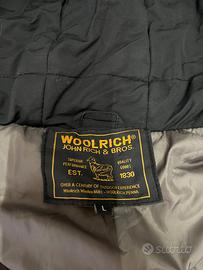 WOOLRICH®
JOHN RICH & BROS.
SUPERIOR PERFORMANCE
QUALITY GOODS
EST. 1830
OVER A CENTURY OF OUTDOOR EXPERIENCE
Woolrich Woolen Mills - WOOLRICH PENNA.
L
subito